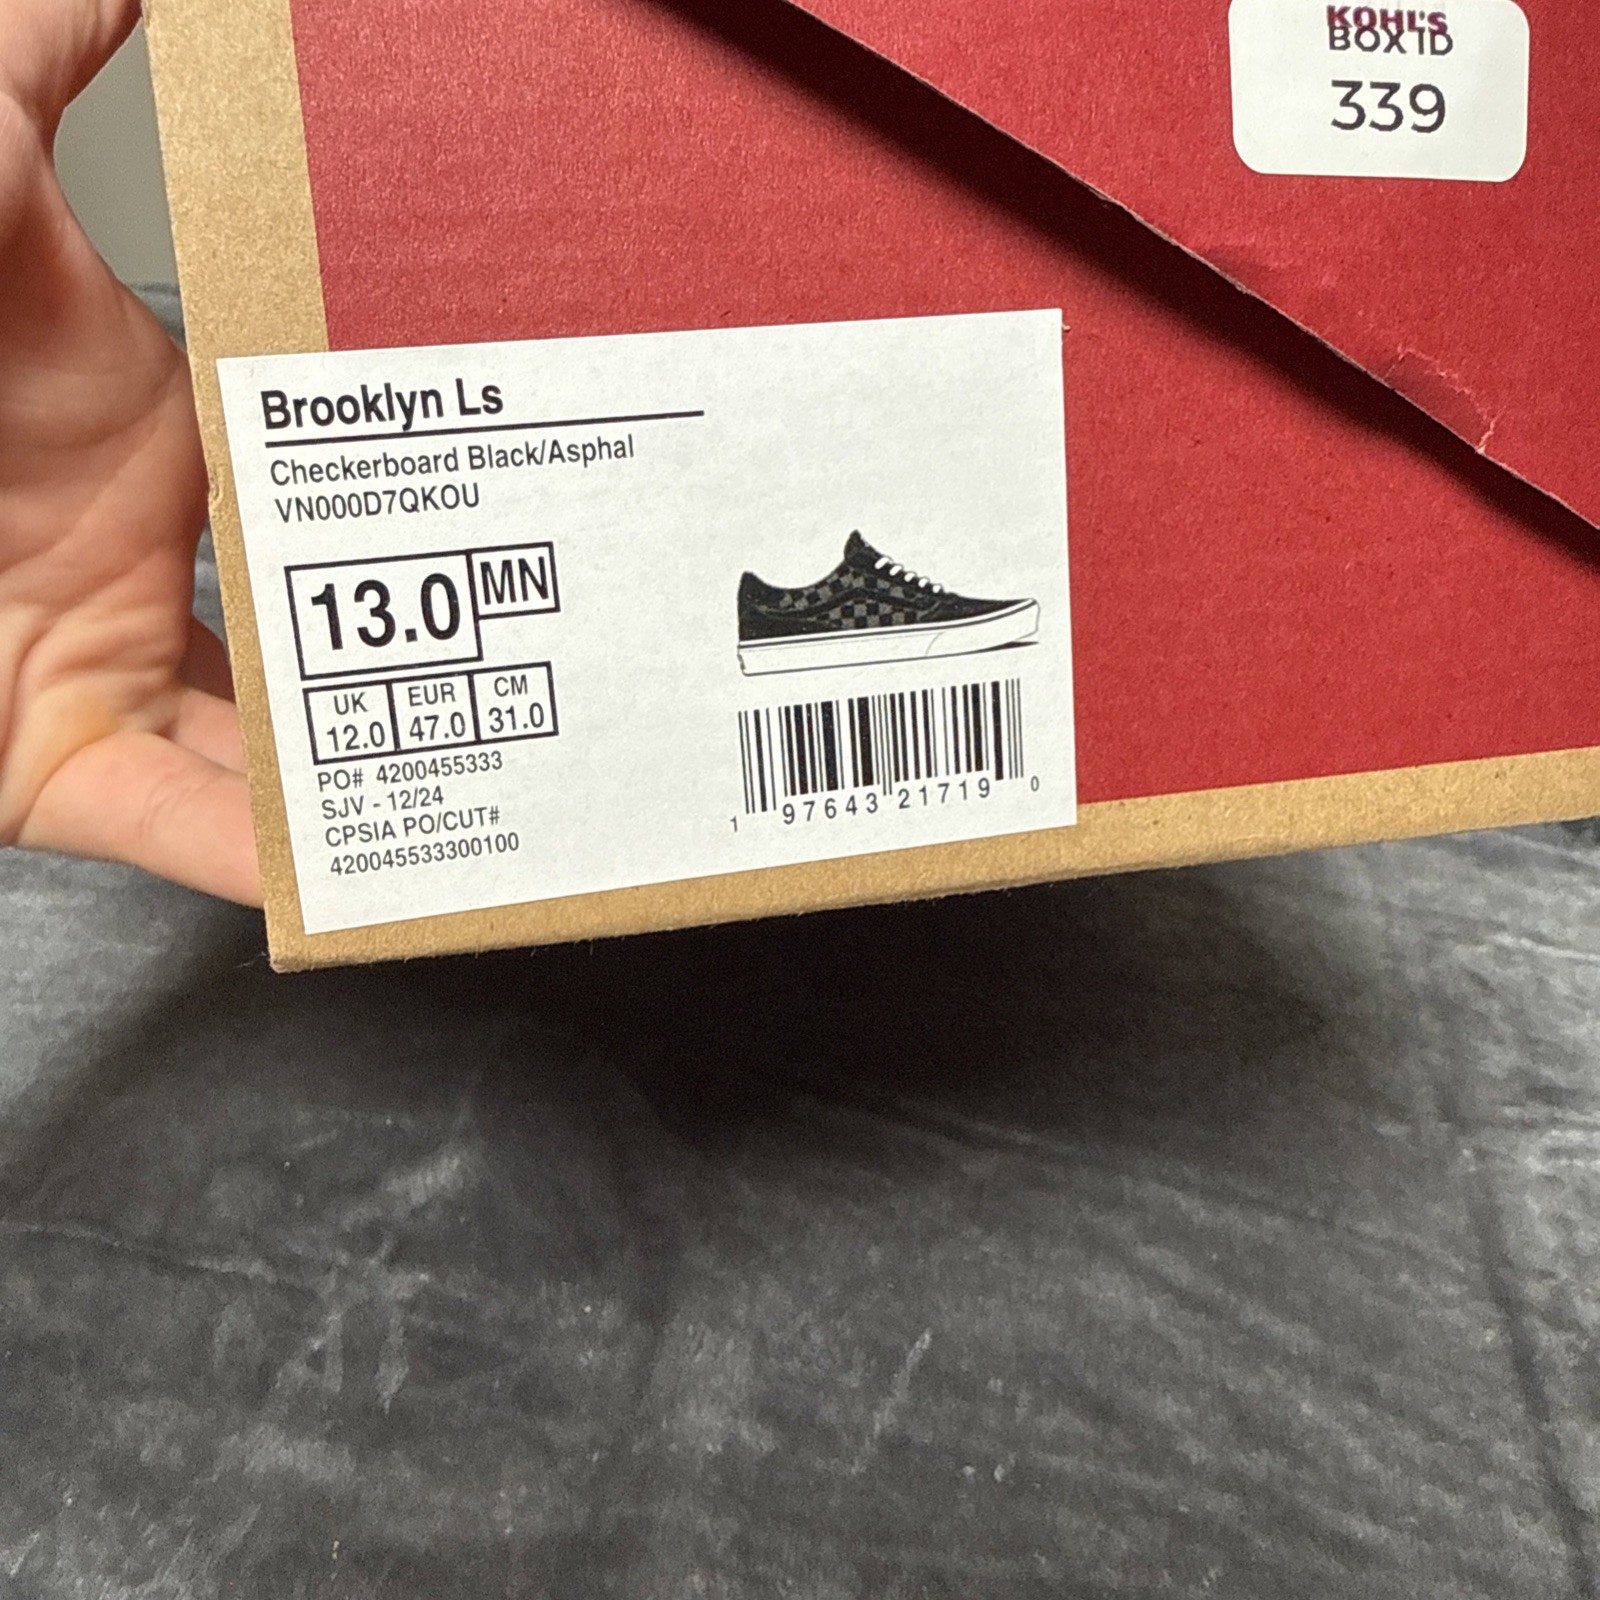 KOHL'S
BOX ID
339
Brooklyn Ls
Checkerboard Black/Asphal
VN000D7QKOU
13.0 MN
UK EUR CM
12.0 47.0 31.0
PO# 4200455333
SJV - 12/24
CPSIA PO/CUT#
420045533300100
1 97643 21719 0